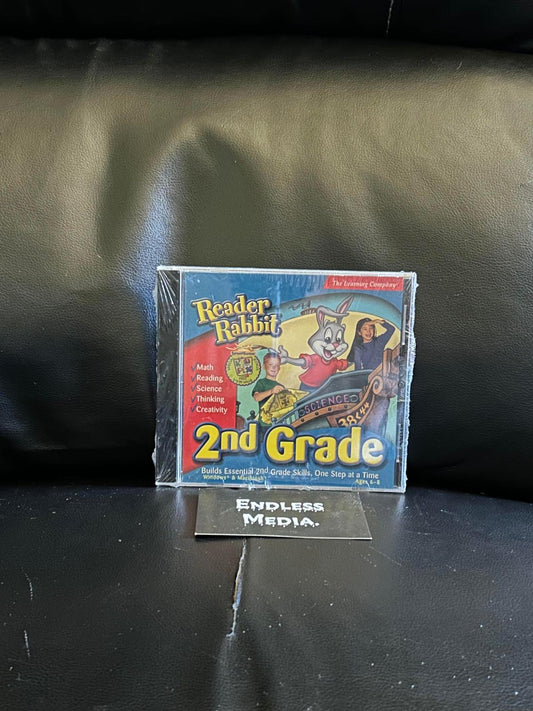 The Learning Company®
Reader
Rabbit
Math
Reading
Science
Thinking
Creativity
SCIENCE
38644
2nd Grade
Builds Essential 2nd Grade Skills, One Step at a Time
Windows® & Macintosh®
Ages 6-8
ENDLESS
MEDIA.